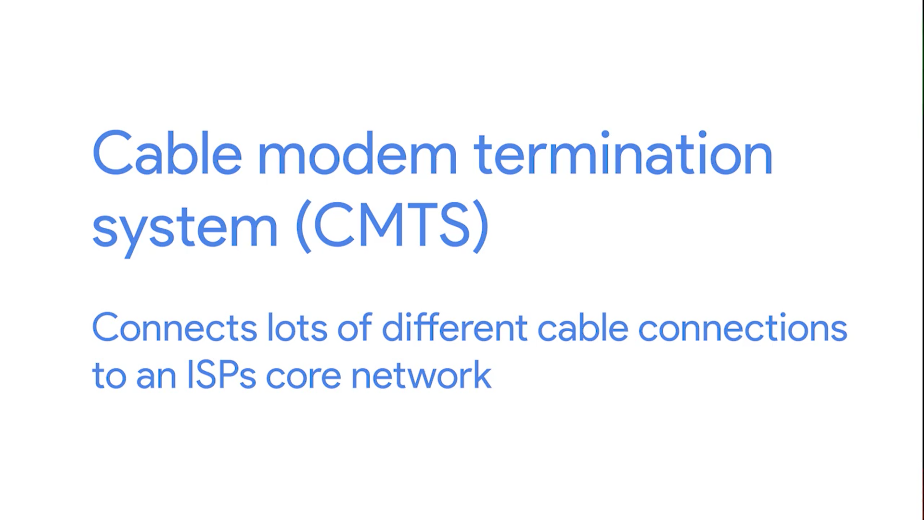 Cable modem termination
system (CMTS)
Connects lots of different cable connections
to an ISPs core network